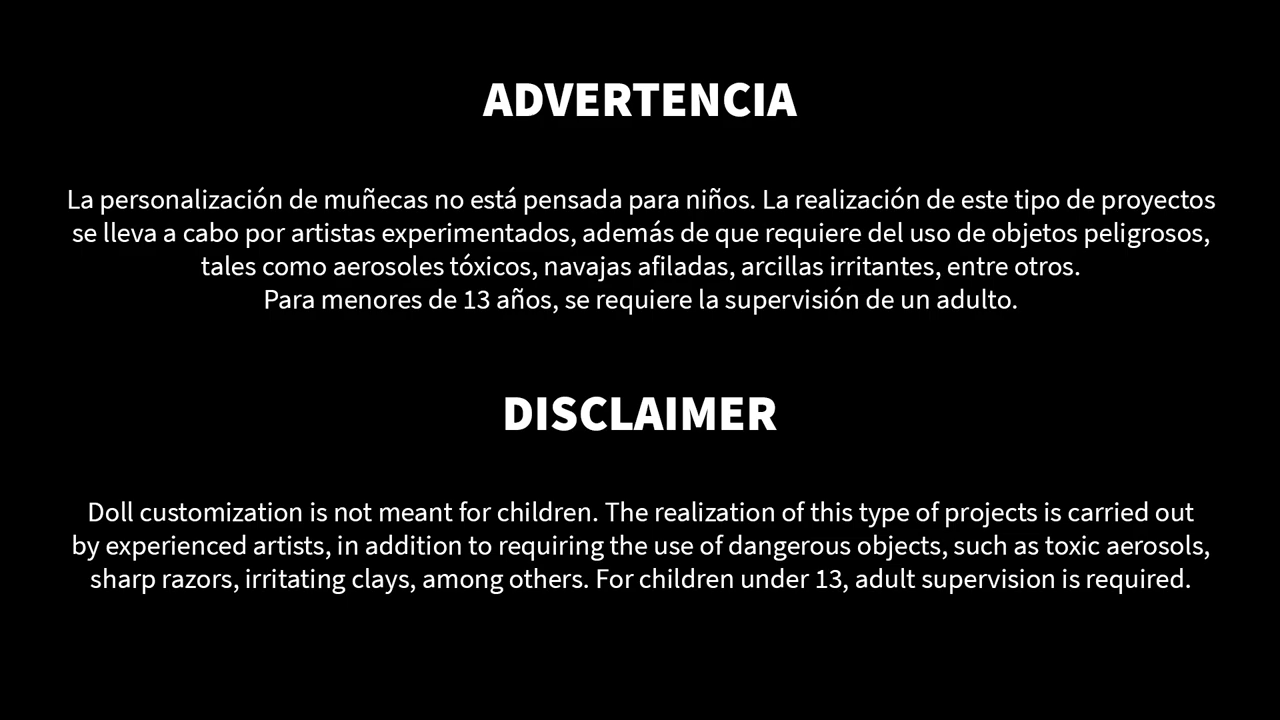 ADVERTENCIA
La personalización de muñecas no está pensada para niños. La realización de este tipo de proyectos
se lleva a cabo por artistas experimentados, además de que requiere del uso de objetos peligrosos,
tales como aerosoles tóxicos, navajas afiladas, arcillas irritantes, entre otros.
Para menores de 13 años, se requiere la supervisión de un adulto.
DISCLAIMER
Doll customization is not meant for children. The realization of this type of projects is carried out
by experienced artists, in addition to requiring the use of dangerous objects, such as toxic aerosols,
sharp razors, irritating clays, among others. For children under 13, adult supervision is required.